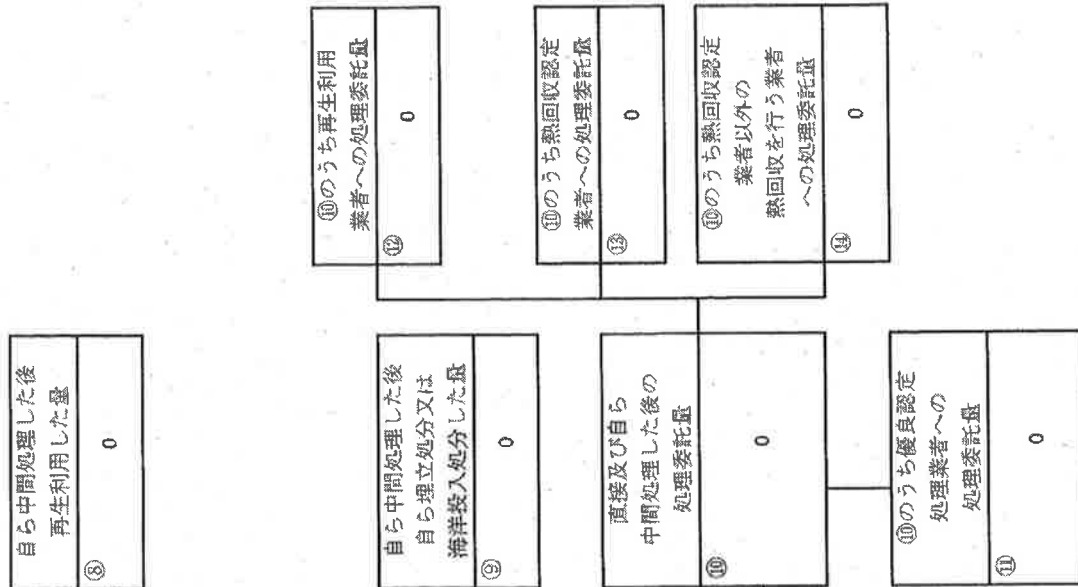 自ら中間処理した後
再生利用した量
⑧
0
自ら中間処理した後
自ら埋立処分又は
海洋投入処分した量
⑨
0
直接及び自ら
中間処理した後の
処理委託量
⑩
0
⑩のうち優良認定
処理業者への
処理委託量
⑪
0
⑩のうち再生利用
業者への処理委託量
⑫
0
⑩のうち熱回収認定
業者への処理委託量
⑬
0
⑩のうち熱回収認定
業者以外の
熱回収を行う業者
への処理委託量
⑭
0